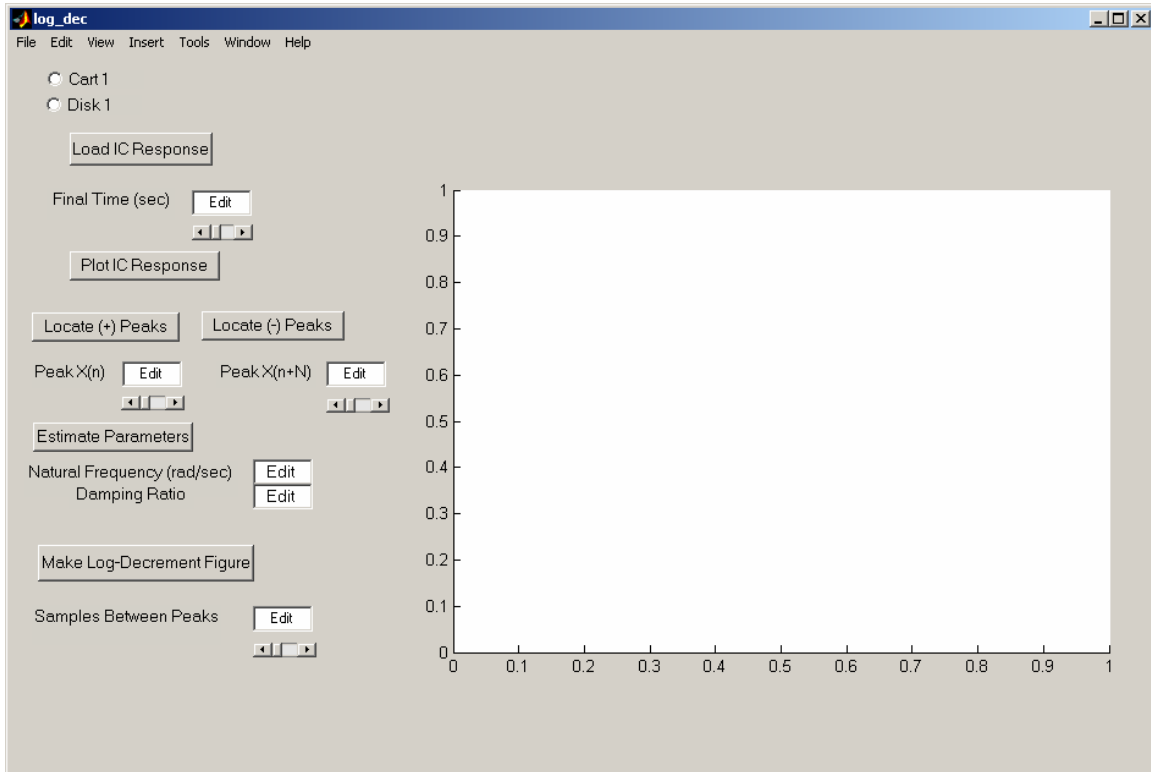 log_dec
File Edit View Insert Tools Window Help
Cart 1
Disk 1
Load IC Response
Final Time (sec) Edit
Plot IC Response
Locate (+) Peaks Locate (-) Peaks
Peak X(n) Edit Peak X(n+N) Edit
Estimate Parameters
Natural Frequency (rad/sec) Edit
Damping Ratio Edit
Make Log-Decrement Figure
Samples Between Peaks Edit
1
0.9
0.8
0.7
0.6
0.5
0.4
0.3
0.2
0.1
0
0 0.1 0.2 0.3 0.4 0.5 0.6 0.7 0.8 0.9 1